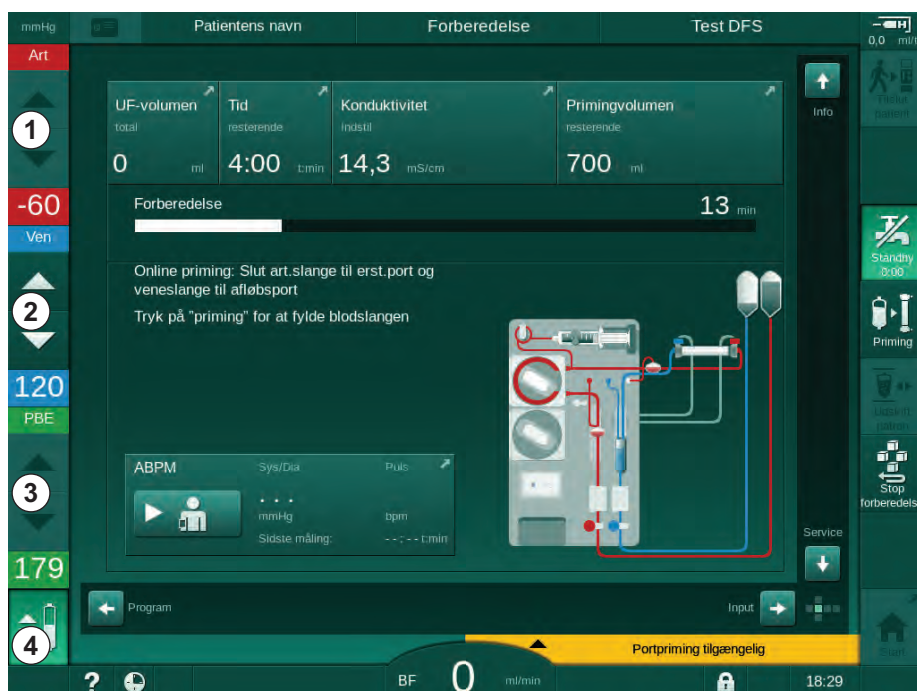 mmHg
Patientens navn
Forberedelse
Test DFS
0,0 ml/
Art
1
-60
Ven
2
120
PBE
3
179
4
UF-volumen
total
0 ml
Tid
resterende
4:00 t:min
Konduktivitet
indstil
14,3 mS/cm
Primingvolumen
resterende
700 ml
Forberedelse
13 min
Online priming: Slut art.slange til erst.port og
veneslange til afløbsport
Tryk på "priming" for at fylde blodslangen
ABPM
Sys/Dia
Puls
. . .
mmHg
bpm
Sidste måling:
--:-- t:min
Info
Service
Program
Input
Standby
0:00
Priming
Stop
forberedels
Start
Portpriming tilgængelig
?
BF 0 ml/min
18:29